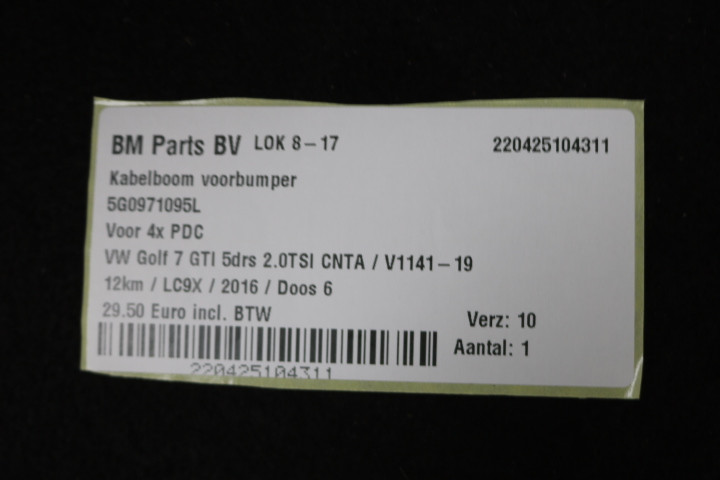 BM Parts BV LOK 8-17 220425104311
Kabelboom voorbumper
5G0971095L
Voor 4x PDC
VW Golf 7 GTI 5drs 2.0TSI CNTA / V1141-19
12km / LC9X / 2016 / Doos 6
29.50 Euro incl. BTW
Verz: 10
Aantal: 1
220425104311